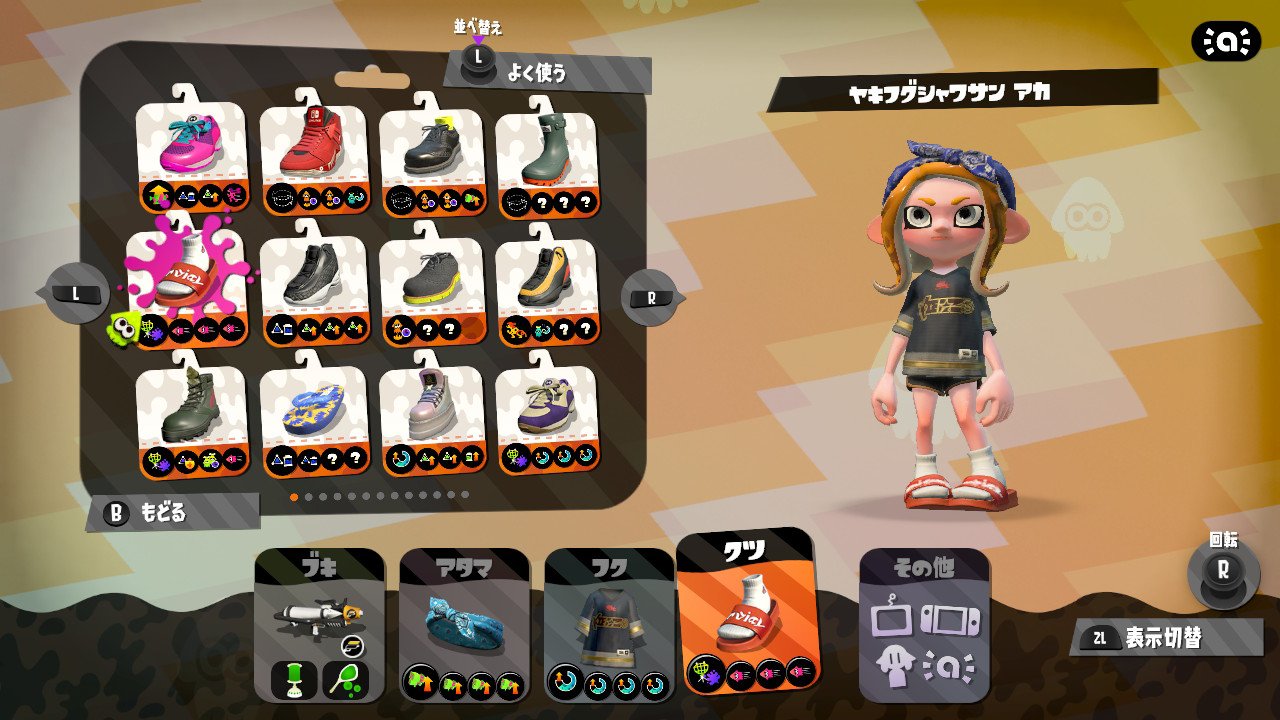 並べ替え
L よく使う
ヤキフグシャワサン アカ
L
R
? ? ?
? ?
? ?
? ?
B もどる
ブキ
アタマ
フク
クツ
その他
回転
R
ZL 表示切替